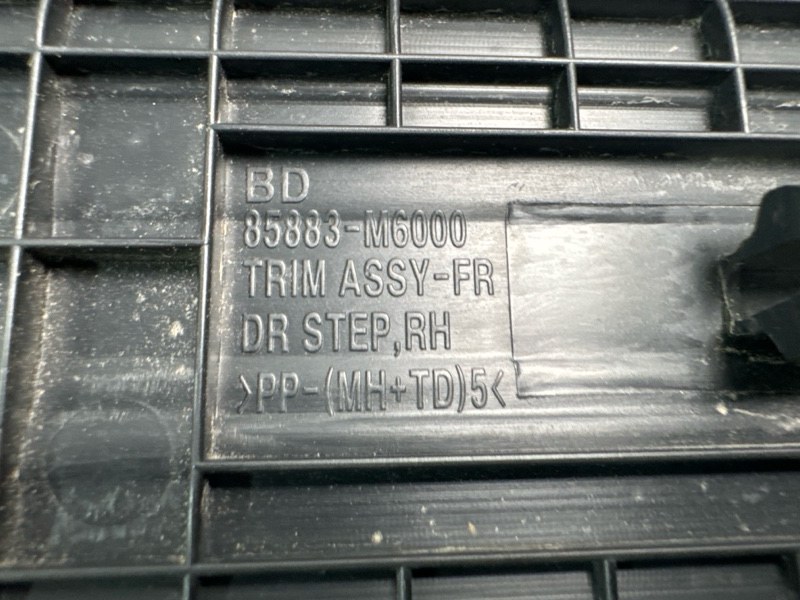 BD
85883-M6000
TRIM ASSY-FR
DR STEP,RH
>PP-(MH+TD)5<